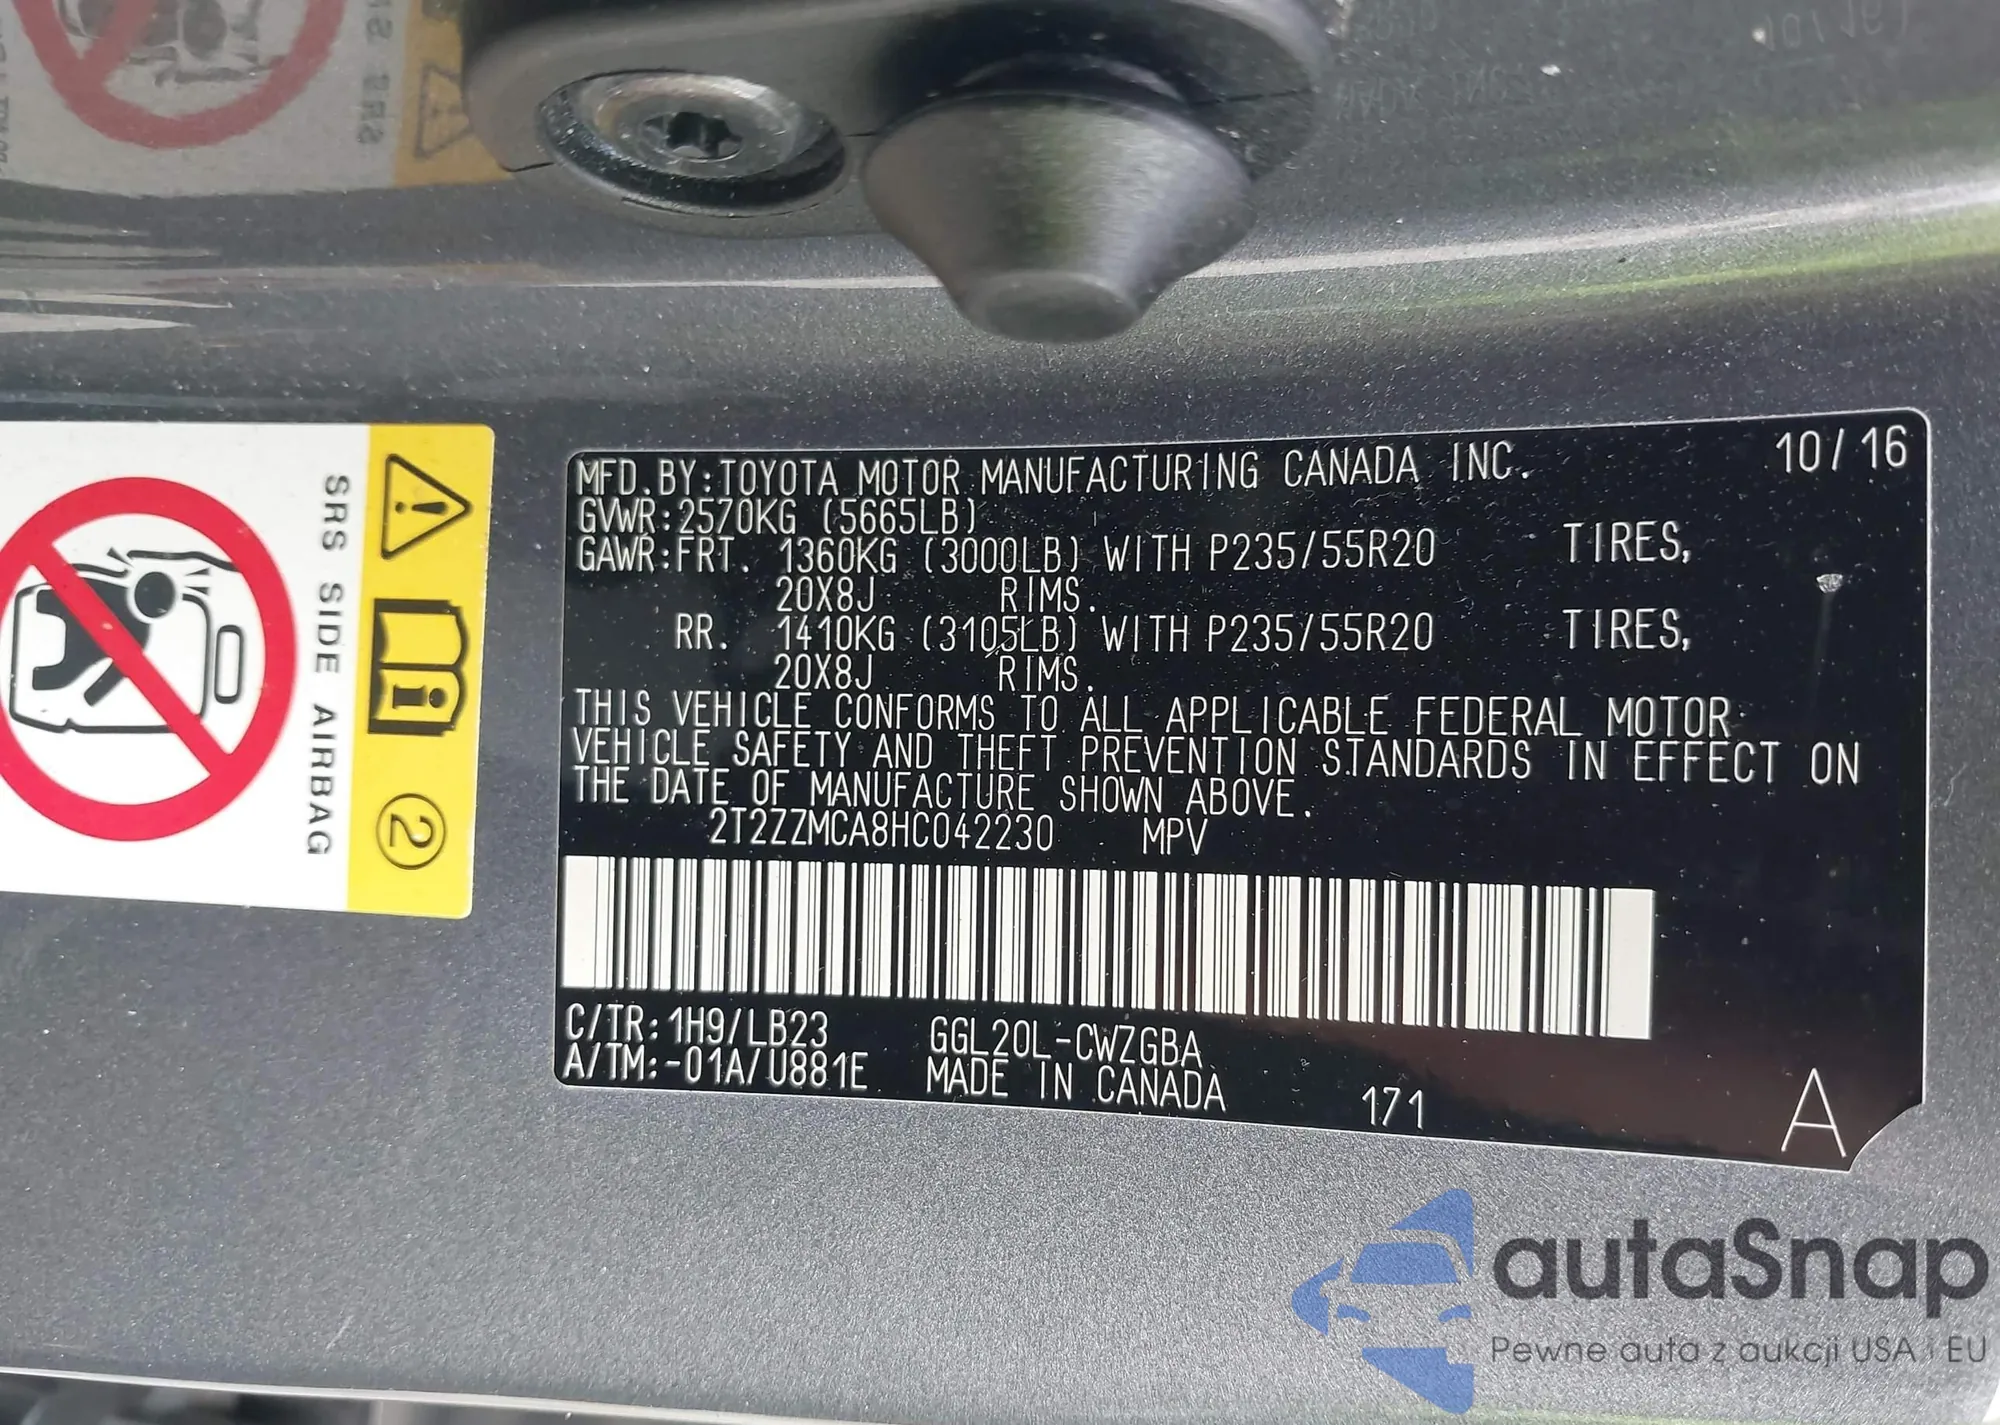 MFD. BY: TOYOTA MOTOR MANUFACTURING CANADA INC. 10/16
GVWR: 2570KG (5665LB)
GAWR: FRT. 1360KG (3000LB) WITH P235/55R20 TIRES,
20X8J RIMS.
RR. 1410KG (3105LB) WITH P235/55R20 TIRES,
20X8J RIMS.
THIS VEHICLE CONFORMS TO ALL APPLICABLE FEDERAL MOTOR
VEHICLE SAFETY AND THEFT PREVENTION STANDARDS IN EFFECT ON
THE DATE OF MANUFACTURE SHOWN ABOVE.
2T2ZZMCA8HC042230 MPV
C/TR: 1H9/LB23 GGL20L-CWZGBA
A/TM: -01A/U881E MADE IN CANADA 171 A
SRS SIDE AIRBAG
2
autaSnap
Pewne auta z aukcji USA i EU